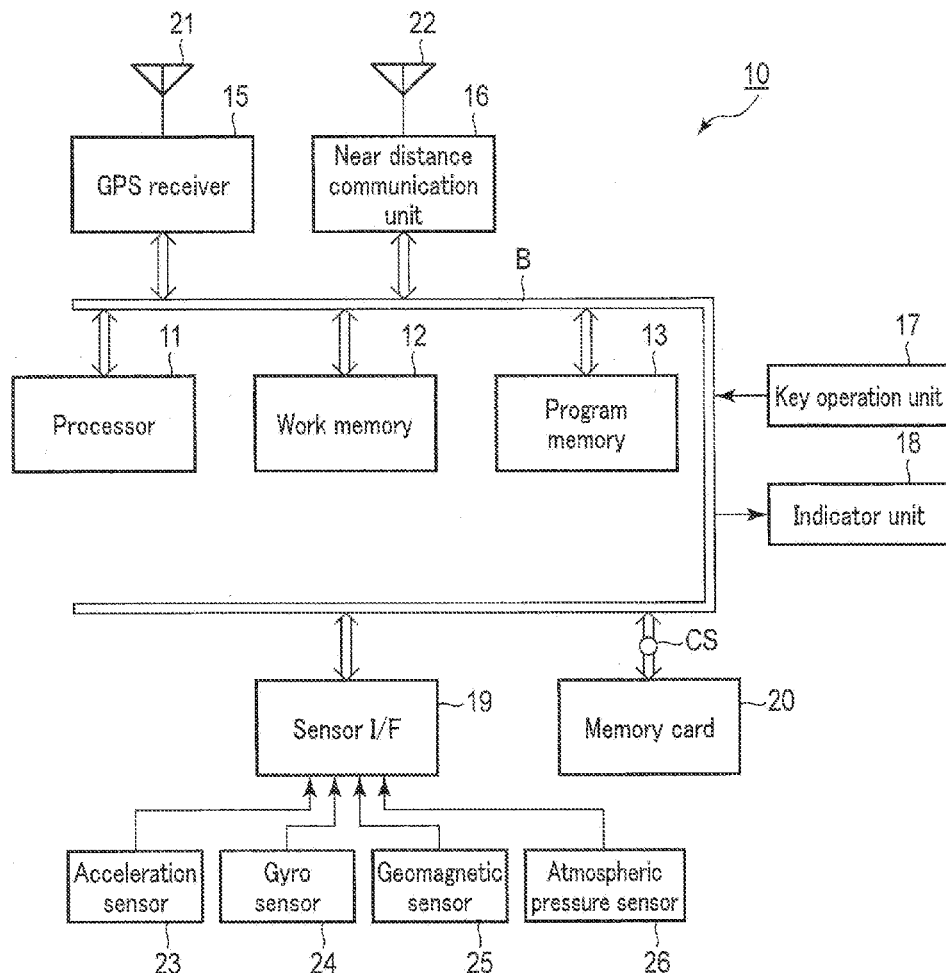 21
22
10
15
16
GPS receiver
Near distance
communication
unit
B
11
12
13
17
Processor
Work memory
Program
memory
Key operation unit
18
Indicator unit
CS
19
20
Sensor I/F
Memory card
Acceleration
sensor
Gyro
sensor
Geomagnetic
sensor
Atmospheric
pressure sensor
23
24
25
26